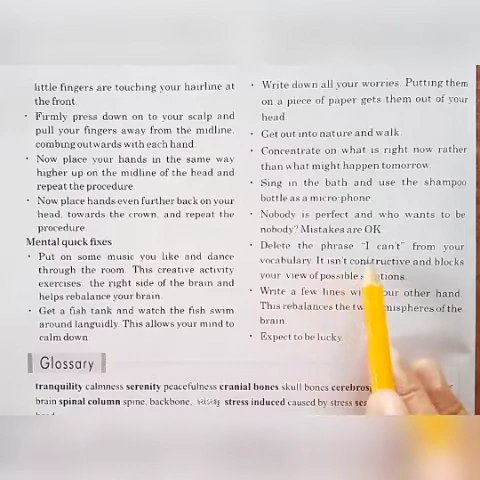 little fingers are touching your hairline at
the front.
• Firmly press down on to your scalp and
pull your fingers away from the midline,
combing outwards with each hand.
• Now place your hands in the same way
higher up on the midline of the head and
repeat the procedure.
• Now place hands even further back on your
head, towards the crown, and repeat the
procedure.
Mental quick fixes
• Put on some music you like and dance
through the room. This creative activity
exercises the right side of the brain and
helps rebalance your brain.
• Get a fish tank and watch the fish swim
around languidly. This allows your mind to
calm down.
• Write down all your worries. Putting them
on a piece of paper gets them out of your
head.
• Get out into nature and walk.
• Concentrate on what is right now rather
than what might happen tomorrow.
• Sing in the bath and use the shampoo
bottle as a micro phone.
• Nobody is perfect and who wants to be
nobody? Mistakes are OK.
• Delete the phrase "I can't" from your
vocabulary. It isn't constructive and blocks
your view of possible
• Write a few lines your other hand.
This rebalances the of the
brain.
• Expect to be lucky.
Glossary
tranquility calmness serenity peacefulness cranial bones skull bones
brain spinal column spine, backbone, stress induced caused by stress